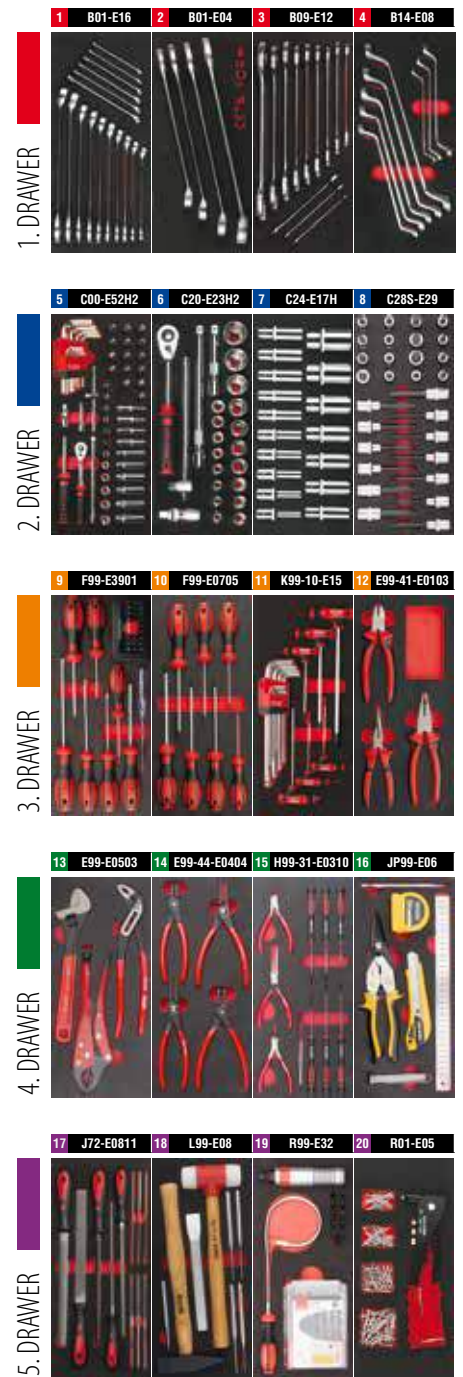 1 B01-E16 2 B01-E04 3 B09-E12 4 B14-E08
1. DRAWER
5 C00-E52H2 6 C20-E23H2 7 C24-E17H 8 C28S-E29
2. DRAWER
9 F99-E3901 10 F99-E0705 11 K99-10-E15 12 E99-41-E0103
3. DRAWER
13 E99-E0503 14 E99-44-E0404 15 H99-31-E0310 16 JP99-E06
4. DRAWER
17 J72-E0811 18 L99-E08 19 R99-E32 20 R01-E05
5. DRAWER